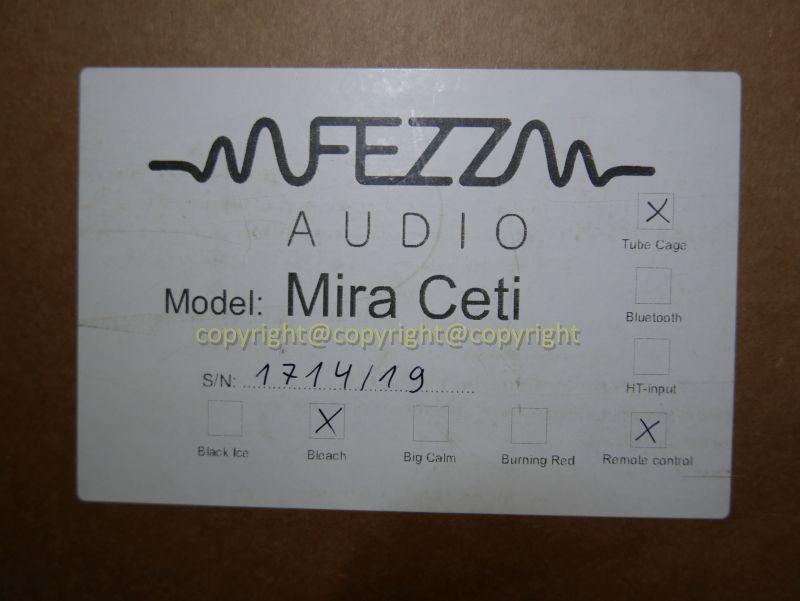 FEZZ
AUDIO
Tube Cage
Model: Mira Ceti
Bluetooth
copyright@copyright@copyright
HT-input
S/N: 1714/19
Black Ice Bleach Big Calm Burning Red Remote control